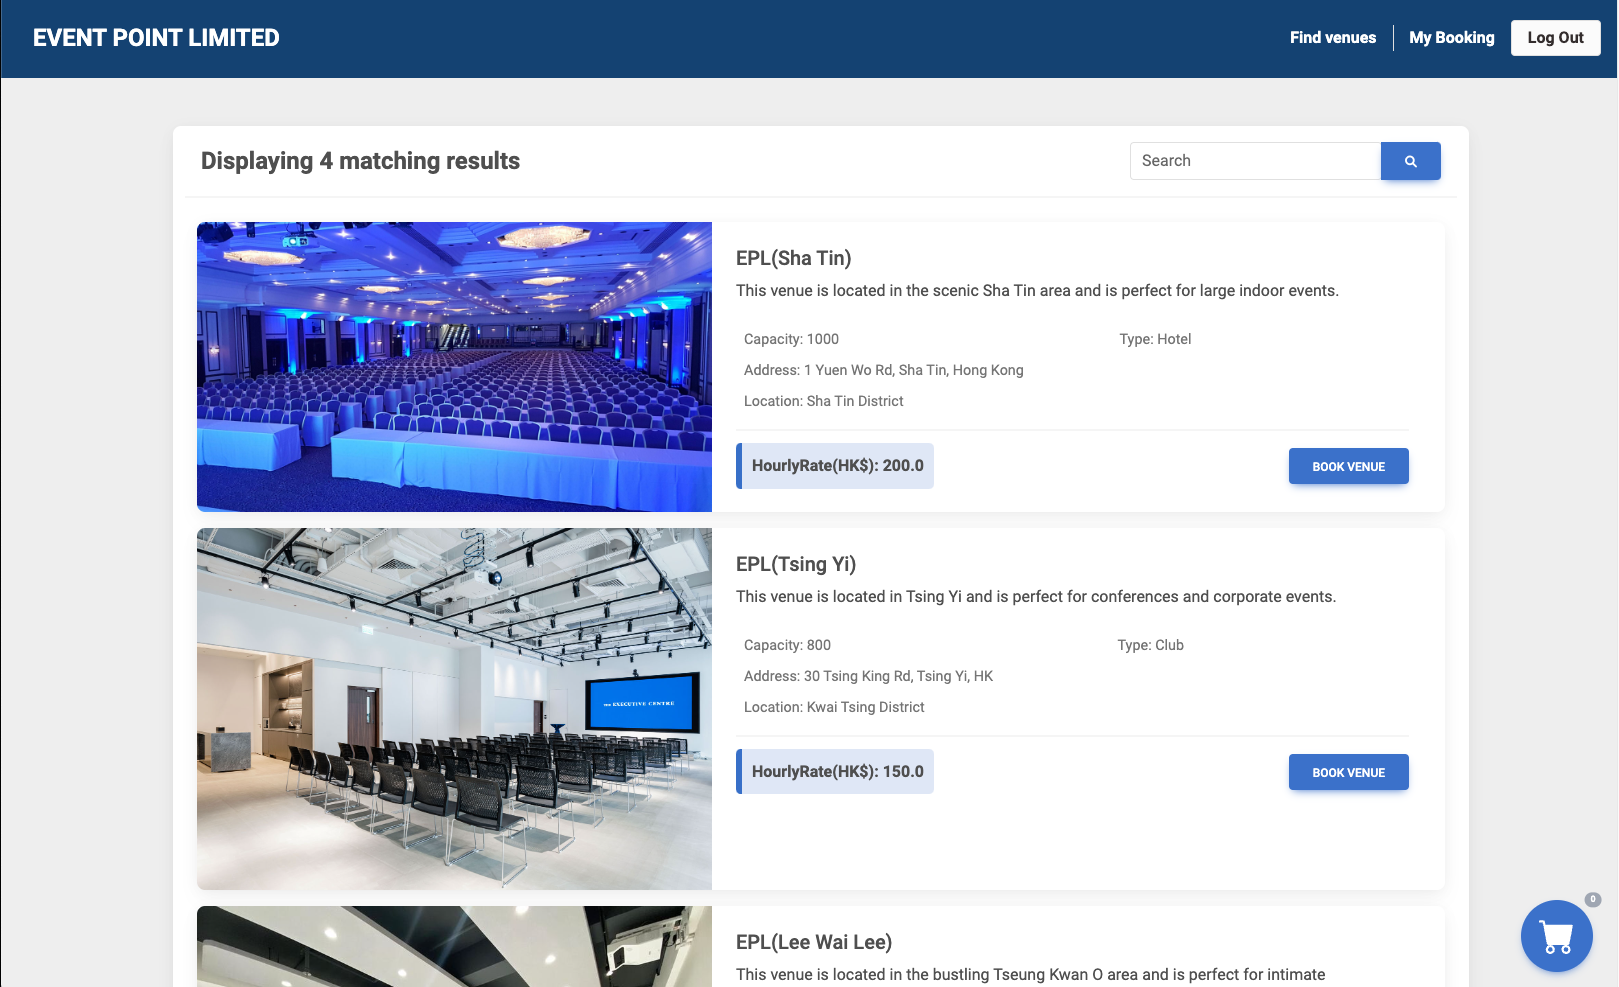 EVENT POINT LIMITED
Find venues
My Booking
Log Out
Displaying 4 matching results
Search
EPL(Sha Tin)
This venue is located in the scenic Sha Tin area and is perfect for large indoor events.
Capacity: 1000
Type: Hotel
Address: 1 Yuen Wo Rd, Sha Tin, Hong Kong
Location: Sha Tin District
HourlyRate(HK$): 200.0
BOOK VENUE
THE EXECUTIVE CENTRE
EPL(Tsing Yi)
This venue is located in Tsing Yi and is perfect for conferences and corporate events.
Capacity: 800
Type: Club
Address: 30 Tsing King Rd, Tsing Yi, HK
Location: Kwai Tsing District
HourlyRate(HK$): 150.0
BOOK VENUE
0
EPL(Lee Wai Lee)
This venue is located in the bustling Tseung Kwan O area and is perfect for intimate